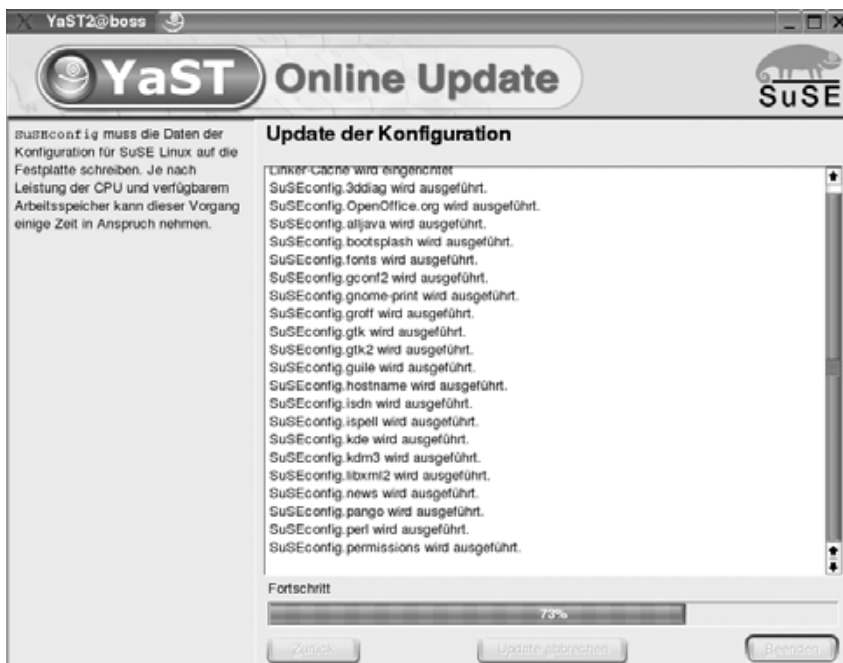 YaST2@boss
YaST Online Update
SuSE
SuSEconfig muss die Daten der
Konfiguration für SuSE Linux auf die
Festplatte schreiben. Je nach
Leistung der CPU und verfügbarem
Arbeitsspeicher kann dieser Vorgang
einige Zeit in Anspruch nehmen.
Update der Konfiguration
Linker-Cache wird eingerichtet
SuSEconfig.3ddiag wird ausgeführt.
SuSEconfig.OpenOffice.org wird ausgeführt.
SuSEconfig.alljava wird ausgeführt.
SuSEconfig.bootsplash wird ausgeführt.
SuSEconfig.fonts wird ausgeführt.
SuSEconfig.gconf2 wird ausgeführt.
SuSEconfig.gnome-print wird ausgeführt.
SuSEconfig.groff wird ausgeführt.
SuSEconfig.gtk wird ausgeführt.
SuSEconfig.gtk2 wird ausgeführt.
SuSEconfig.guile wird ausgeführt.
SuSEconfig.hostname wird ausgeführt.
SuSEconfig.isdn wird ausgeführt.
SuSEconfig.ispell wird ausgeführt.
SuSEconfig.kde wird ausgeführt.
SuSEconfig.kdm3 wird ausgeführt.
SuSEconfig.libxml2 wird ausgeführt.
SuSEconfig.news wird ausgeführt.
SuSEconfig.pango wird ausgeführt.
SuSEconfig.perl wird ausgeführt.
SuSEconfig.permissions wird ausgeführt.
Fortschritt
73%
Zurück
Update abbrechen
Beenden